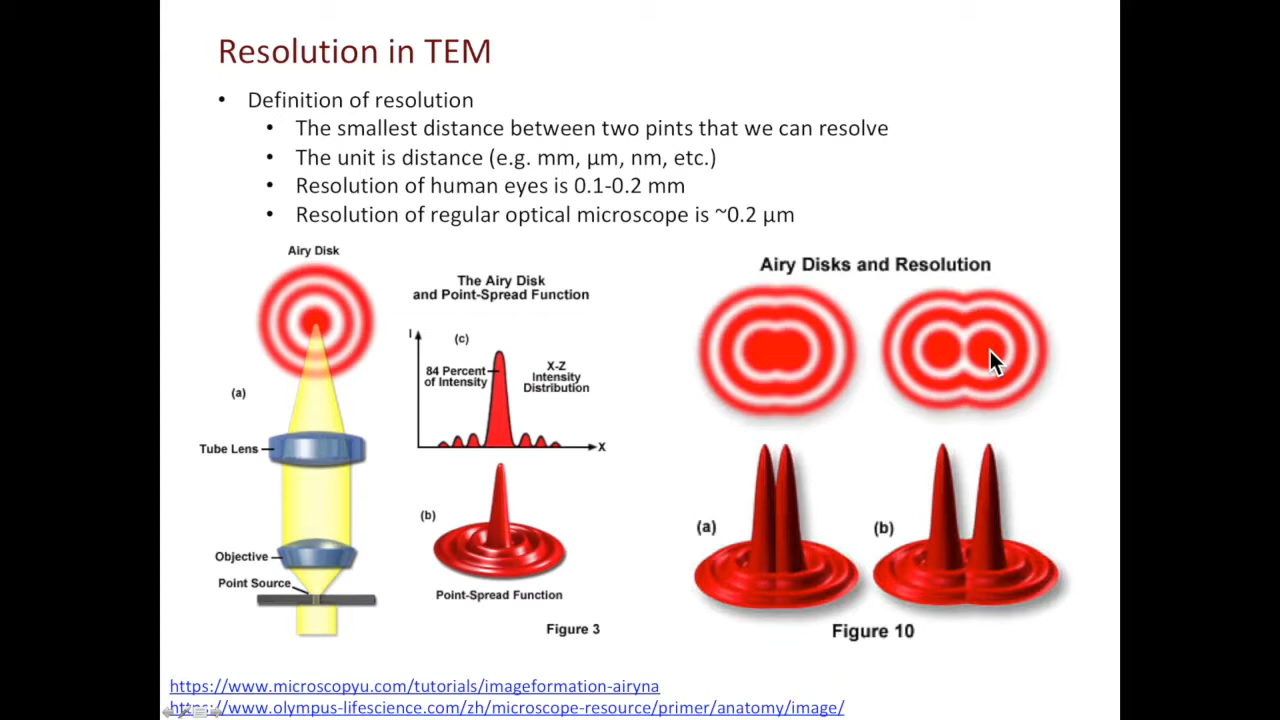 Resolution in TEM
• Definition of resolution
• The smallest distance between two pints that we can resolve
• The unit is distance (e.g. mm, μm, nm, etc.)
• Resolution of human eyes is 0.1-0.2 mm
• Resolution of regular optical microscope is ~0.2 μm
Airy Disk
(a)
Tube Lens
Objective
Point Source
The Airy Disk
and Point-Spread Function
I
(c)
84 Percent
of Intensity
X-Z
Intensity
Distribution
X
(b)
Point-Spread Function
Figure 3
Airy Disks and Resolution
(a)
(b)
Figure 10
https://www.microscopyu.com/tutorials/imageformation-airyna
https://www.olympus-lifescience.com/zh/microscope-resource/primer/anatomy/image/